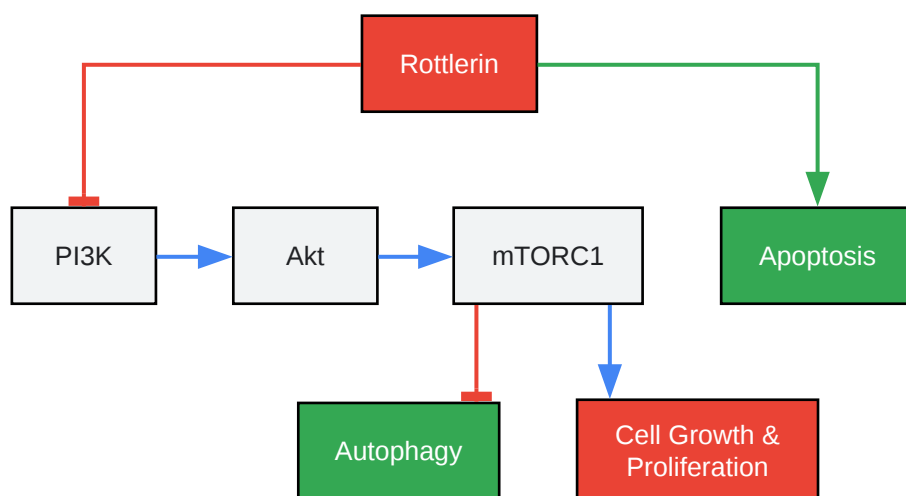 Rottlerin
PI3K
Akt
mTORC1
Apoptosis
Autophagy
Cell Growth &
Proliferation